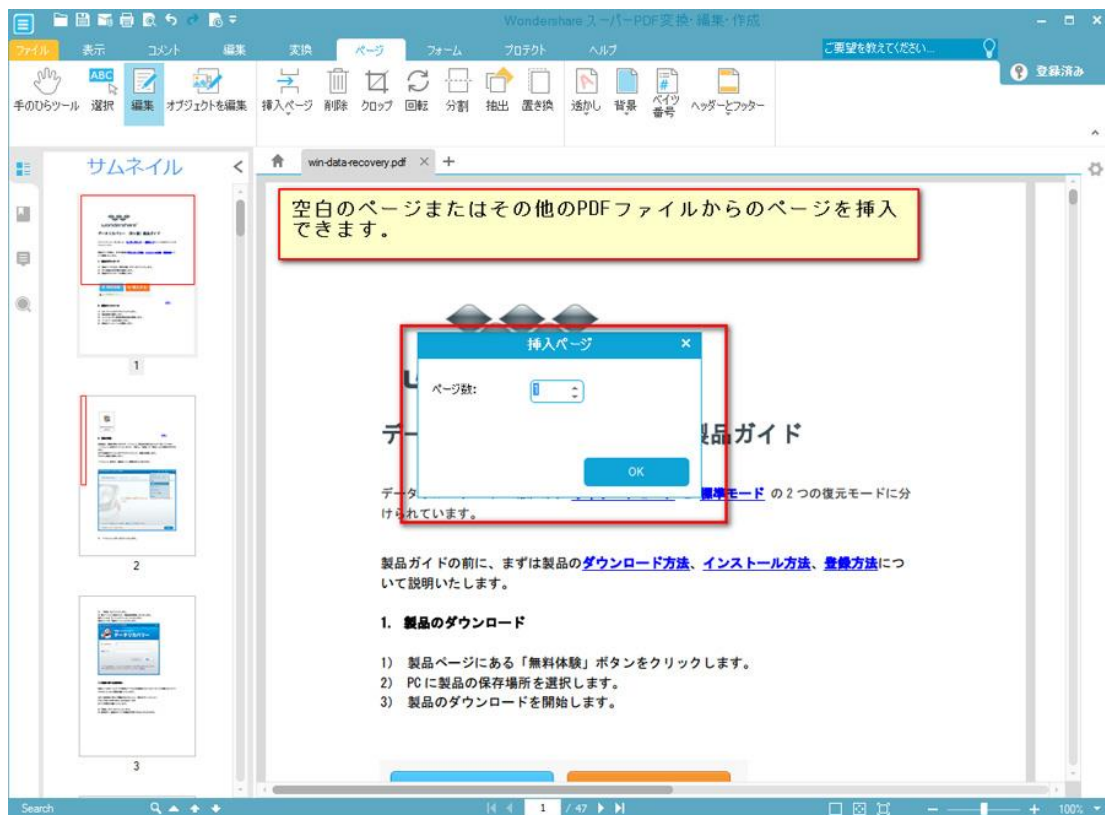 Wondershare スーパーPDF変換・編集・作成
ファイル 表示 コメント 編集 変換 ページ フォーム プロテクト ヘルプ ご要望を教えてください...
登録済み
手のひらツール ABC 選択 編集 オブジェクトを編集 挿入ページ 削除 クロップ 回転 分割 抽出 置き換 透かし 背景 ベイツ番号 ヘッダーとフッター
サムネイル
win-data-recovery.pdf
空白のページまたはその他のPDFファイルからのページを挿入
できます。
挿入ページ
ページ数: 1
OK
製品ガイド
標準モード の2つの復元モードに分
けられています。
製品ガイドの前に、まずは製品のダウンロード方法、インストール方法、登録方法につ
いて説明いたします。
1. 製品のダウンロード
1) 製品ページにある「無料体験」ボタンをクリックします。
2) PCに製品の保存場所を選択します。
3) 製品のダウンロードを開始します。
1
2
3
Search
1 / 47
100%